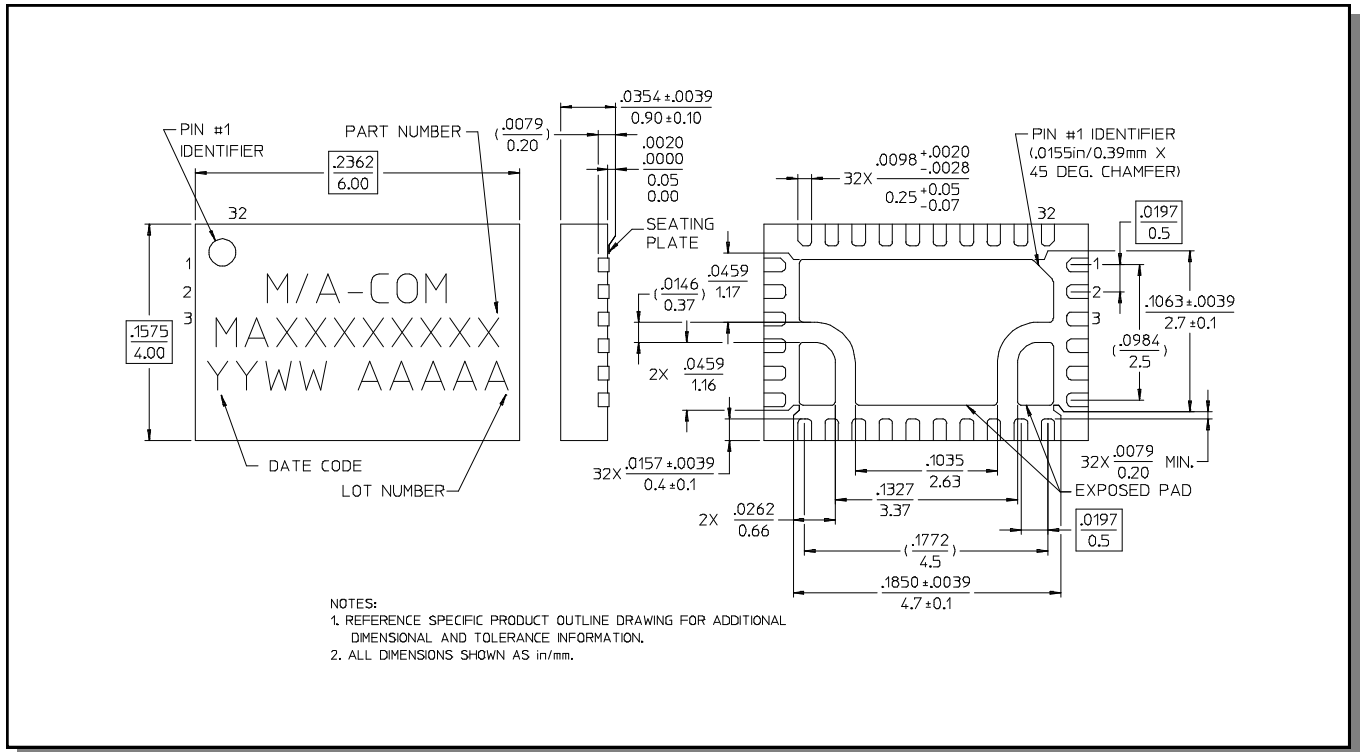 PIN #1
IDENTIFIER
PART NUMBER
.2362
6.00
32
1
2
3
.1575
4.00
M/A-COM
MAXXXXXXXXX
YYWW AAAAA
DATE CODE
LOT NUMBER
.0354±.0039
0.90±0.10
(.0079)
0.20
.0020
.0000
0.05
0.00
SEATING
PLATE
32X .0098 +.0020
-.0028
0.25 +0.05
-0.07
PIN #1 IDENTIFIER
(.0155in/0.39mm X
45 DEG. CHAMFER)
32
.0197
0.5
1
2
3
.0459
1.17
(.0146)
0.37
2X .0459
1.16
32X .0157±.0039
0.4±0.1
2X .0262
0.66
.1063±.0039
2.7±0.1
(.0984)
2.5
32X .0079 MIN.
0.20
EXPOSED PAD
.1035
2.63
.1327
3.37
.0197
0.5
(.1772)
4.5
.1850±.0039
4.7±0.1
NOTES:
1. REFERENCE SPECIFIC PRODUCT OUTLINE DRAWING FOR ADDITIONAL
DIMENSIONAL AND TOLERANCE INFORMATION.
2. ALL DIMENSIONS SHOWN AS in/mm.